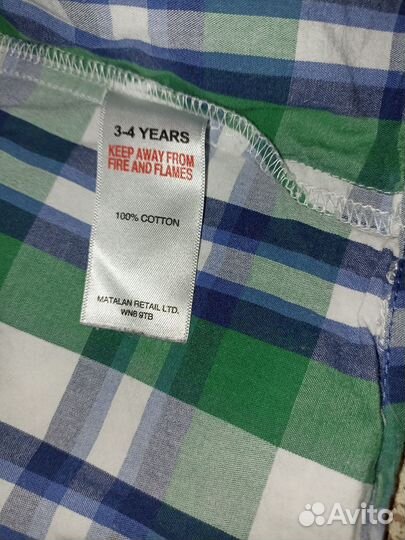 3-4 YEARS
KEEP AWAY FROM
FIRE AND FLAMES
100% COTTON
MATALAN RETAIL LTD.
WN8 9TB
Avito